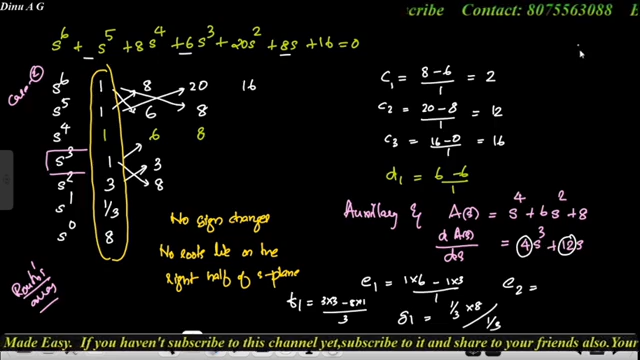 Dinu A G
scribe Contact: 8075563088 a
s⁶ + s⁵ + 8s⁴ + 6s³ + 20s² + 8s + 16 = 0
Case-2
s⁶ 1 8 20 16
s⁵ 1 6 8
s⁴ 1 6 8
s³ 1 3
s² 3 8
s¹ 1/3
s⁰ 8
Routh's array
No sign changes
No roots lie on the
right half of s-plane
c₁ = (8-6)/1 = 2
c₂ = (20-8)/1 = 12
c₃ = (16-0)/1 = 16
d₁ = (6-6)/1
Auxiliary Eq A(s) = s⁴ + 6s² + 8
dA(s)/ds = 4s³ + 12s
e₁ = (1×6 - 1×3)/1 e₂ =
f₁ = (3×3 - 8×1)/3 g₁ = (1/3 × 8)/(1/3)
Made Easy. If you haven't subscribe to this channel yet,subscribe to it and share to your friends also.Your